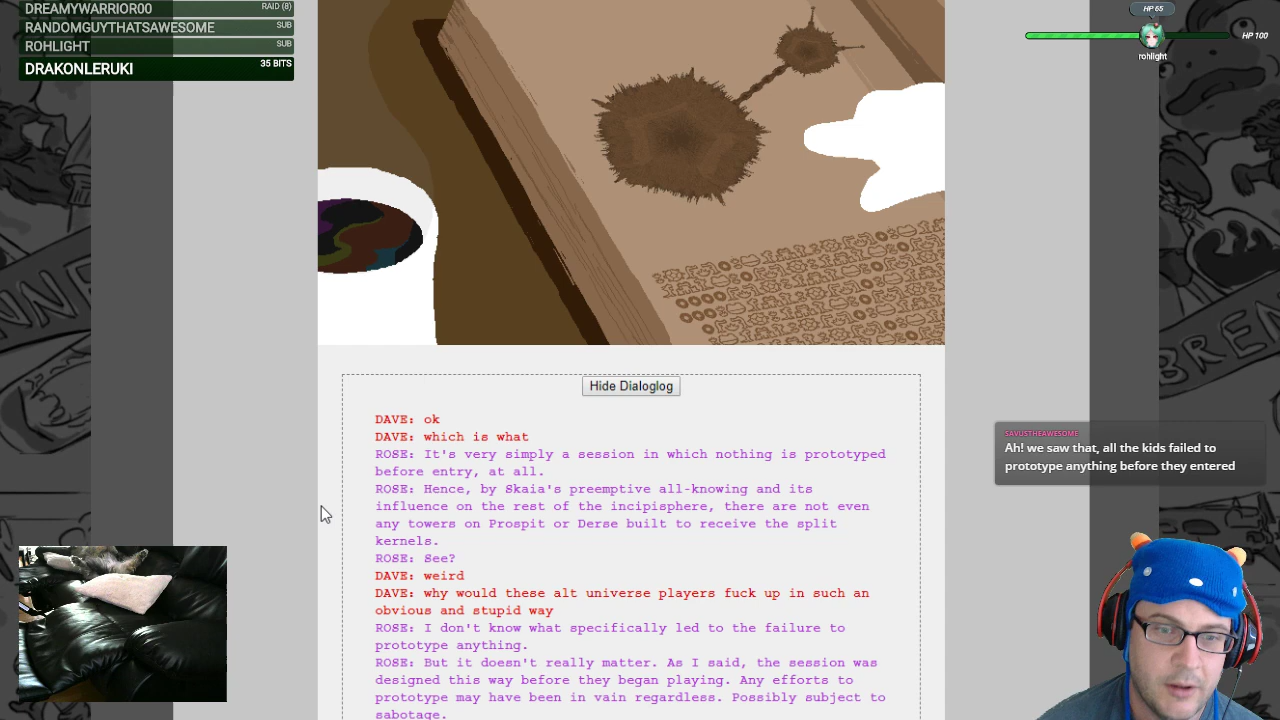 DREAMYWARRIOR00 RAID (8)
RANDOMGUYTHATSAWESOME SUB
ROHLIGHT SUB
DRAKONLERUKI 35 BITS
HP 65
HP 100
rohlight
Hide Dialoglog
DAVE: ok
DAVE: which is what
ROSE: It's very simply a session in which nothing is prototyped
before entry, at all.
ROSE: Hence, by Skaia's preemptive all-knowing and its
influence on the rest of the incipisphere, there are not even
any towers on Prospit or Derse built to receive the split
kernels.
ROSE: See?
DAVE: weird
DAVE: why would these alt universe players fuck up in such an
obvious and stupid way
ROSE: I don't know what specifically led to the failure to
prototype anything.
ROSE: But it doesn't really matter. As I said, the session was
designed this way before they began playing. Any efforts to
prototype may have been in vain regardless. Possibly subject to
sabotage.
SAVUSTHEAWESOME
Ah! we saw that, all the kids failed to
prototype anything before they entered